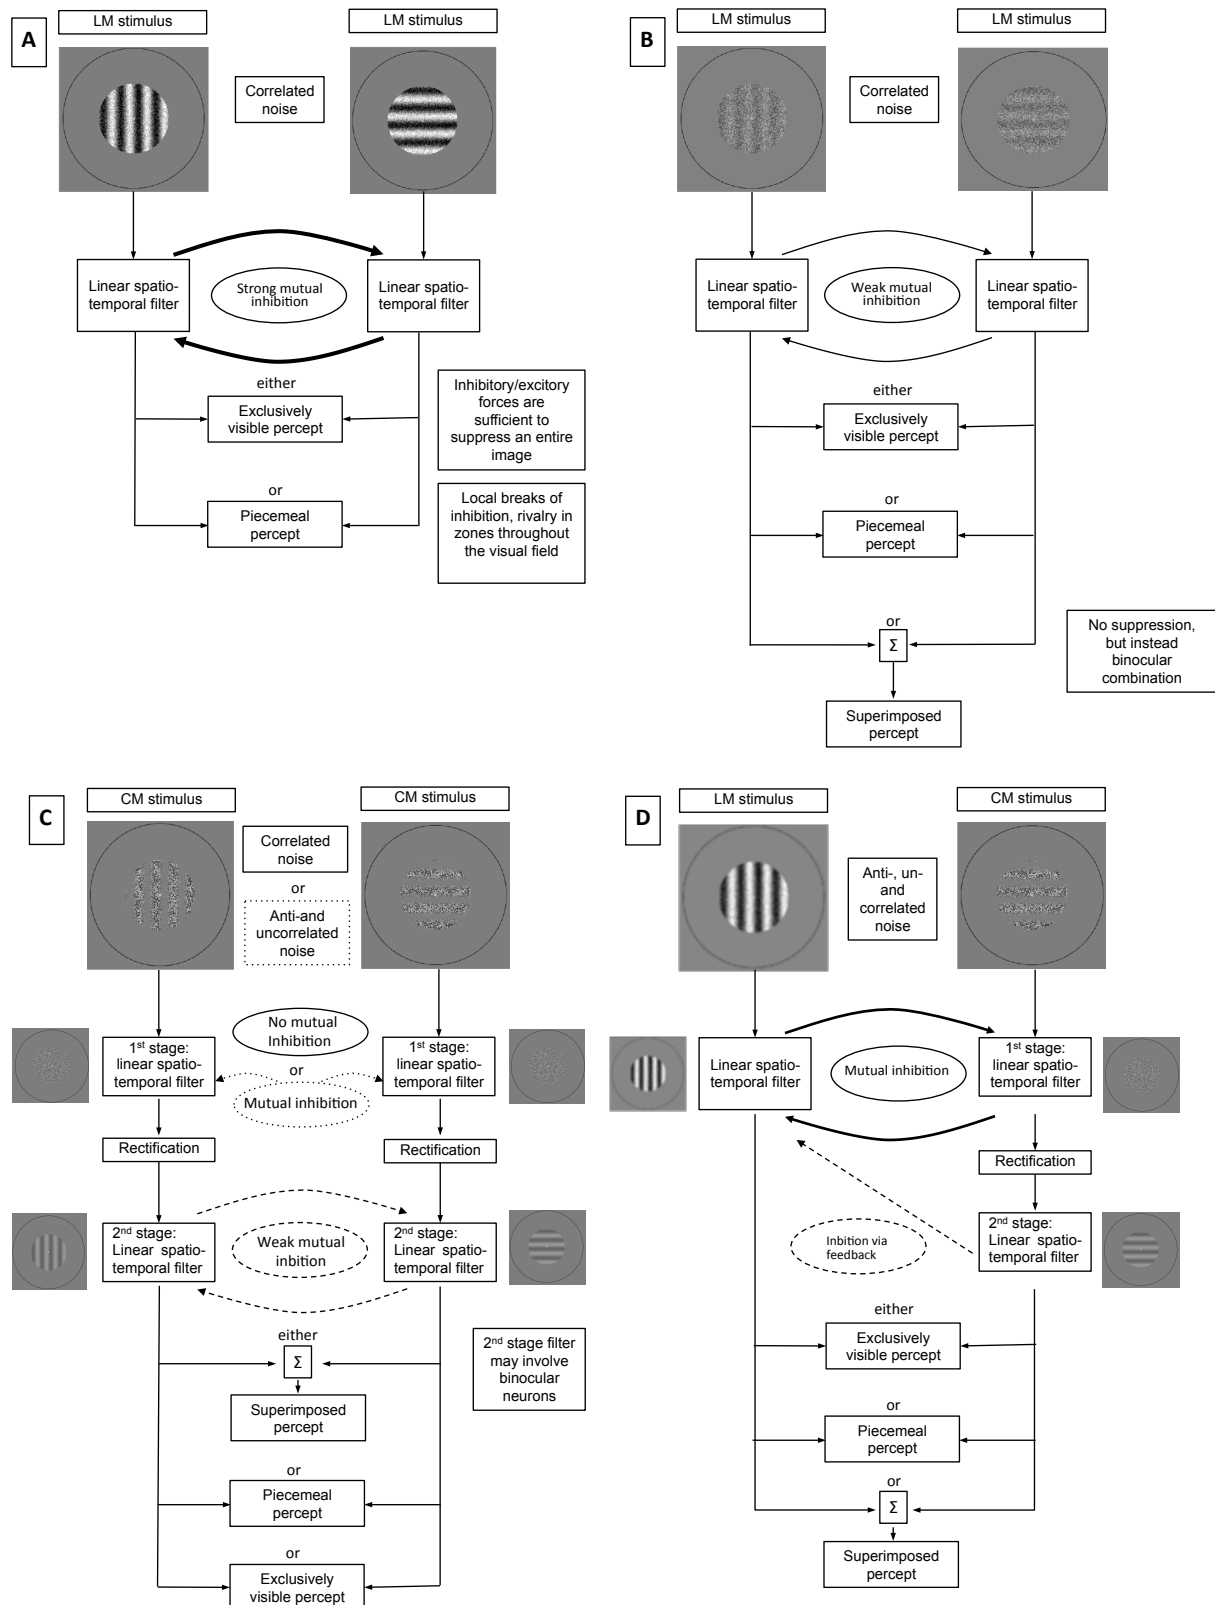 A
LM stimulus
LM stimulus
Correlated
noise
Linear spatio-
temporal filter
Strong mutual
inhibition
Linear spatio-
temporal filter
either
Exclusively
visible percept
Inhibitory/excitory
forces are
sufficient to
suppress an entire
image
or
Piecemeal
percept
Local breaks of
inhibition, rivalry in
zones throughout
the visual field
B
LM stimulus
LM stimulus
Correlated
noise
Linear spatio-
temporal filter
Weak mutual
inhibition
Linear spatio-
temporal filter
either
Exclusively
visible percept
or
Piecemeal
percept
or
Σ
No suppression,
but instead
binocular
combination
Superimposed
percept
C
CM stimulus
CM stimulus
Correlated
noise
or
Anti-and
uncorrelated
noise
No mutual
Inhibition
or
Mutual inhibition
1st stage:
linear spatio-
temporal filter
1st stage:
linear spatio-
temporal filter
Rectification
Rectification
2nd stage:
Linear spatio-
temporal filter
Weak mutual
inbition
2nd stage:
Linear spatio-
temporal filter
either
Σ
Superimposed
percept
2nd stage filter
may involve
binocular
neurons
or
Piecemeal
percept
or
Exclusively
visible percept
D
LM stimulus
CM stimulus
Anti-, un-
and
correlated
noise
Linear spatio-
temporal filter
Mutual inhibition
1st stage:
linear spatio-
temporal filter
Rectification
Inbition via
feedback
2nd stage:
Linear spatio-
temporal filter
either
Exclusively
visible percept
or
Piecemeal
percept
or
Σ
Superimposed
percept